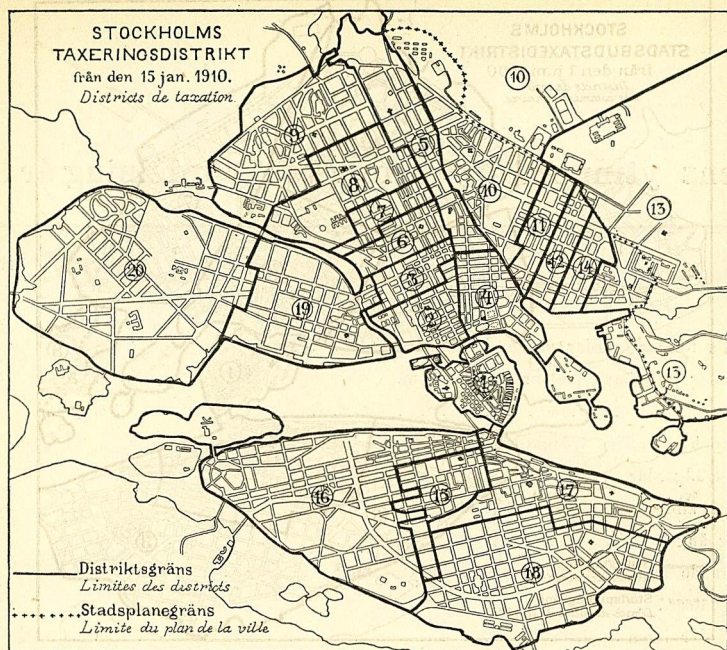 STOCKHOLMS
TAXERINGSDISTRIKT
från den 15 jan. 1910.
Districts de taxation.
10
9
5
8
10
7
13
11
6
12
14
20
3
19
4
2
13
1
16
15
17
18
Distriktsgräns
Limites des districts
Stadsplanegräns
Limite du plan de la ville